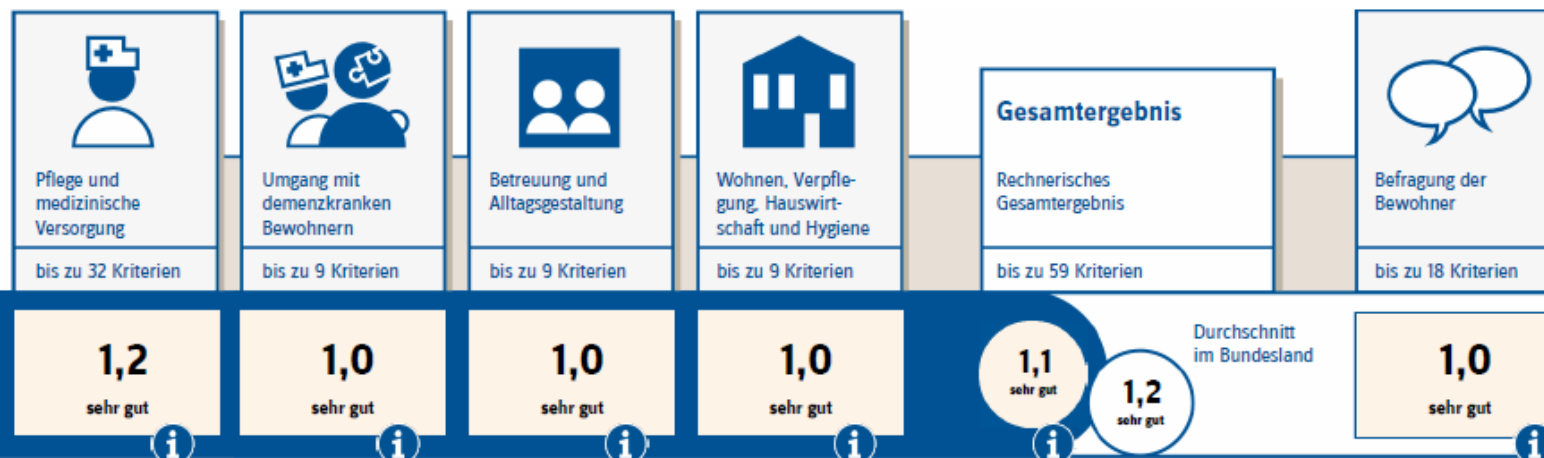 Pflege und
medizinische
Versorgung
bis zu 32 Kriterien
1,2
sehr gut
i
Umgang mit
demenzkranken
Bewohnern
bis zu 9 Kriterien
1,0
sehr gut
i
Betreuung und
Alltagsgestaltung
bis zu 9 Kriterien
1,0
sehr gut
i
Wohnen, Verpfle-
gung, Hauswirt-
schaft und Hygiene
bis zu 9 Kriterien
1,0
sehr gut
i
Gesamtergebnis
Rechnerisches
Gesamtergebnis
bis zu 59 Kriterien
1,1
sehr gut
i
Durchschnitt
im Bundesland
1,2
sehr gut
Befragung der
Bewohner
bis zu 18 Kriterien
1,0
sehr gut
i